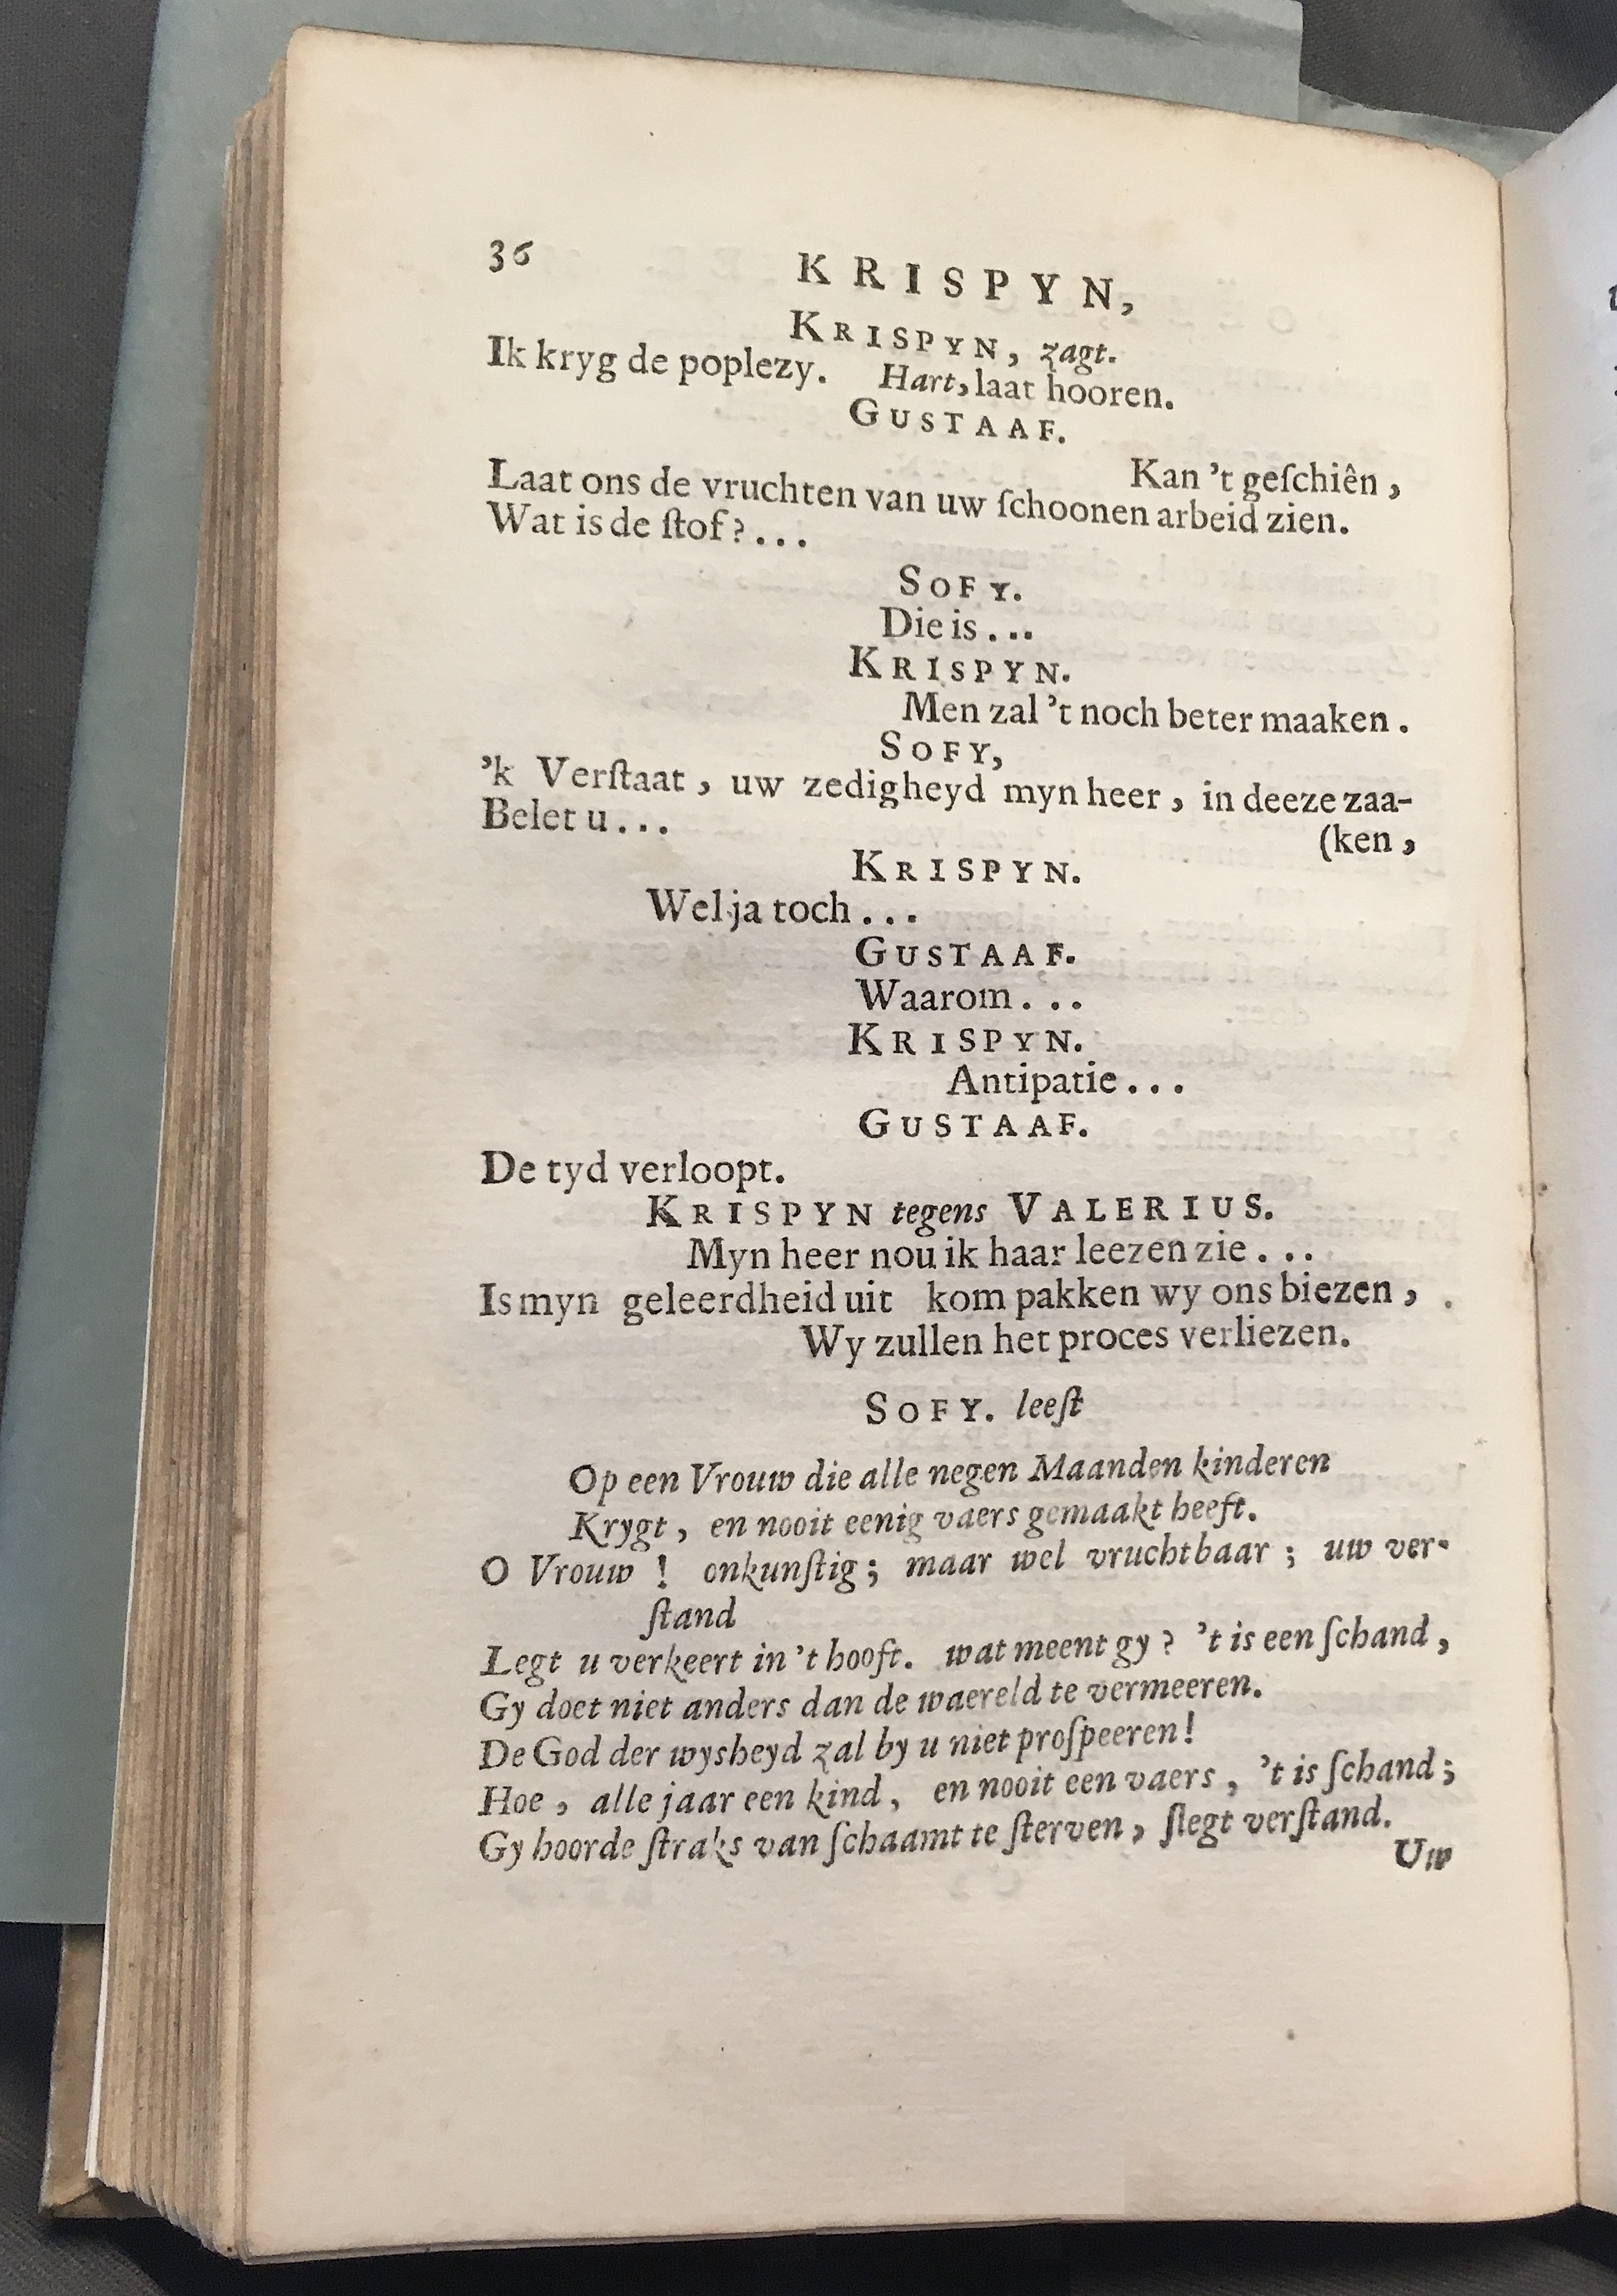 36
KRISPYN,
KRISPYN, zagt.
Ik kryg de poplezy. Hart, laat hooren.
GUSTAAF.
Kan 't geſchiên,
Laat ons de vruchten van uw ſchoonen arbeid zien.
Wat is de ſtof?...
SOFY.
Die is...
KRISPYN.
Men zal 't noch beter maaken.
SOFY,
'k Verſtaat, uw zedigheyd myn heer, in deeze zaa-
(ken,
Belet u...
KRISPYN.
Wel ja toch...
GUSTAAF.
Waarom...
KRISPYN.
Antipatie...
GUSTAAF.
De tyd verloopt.
KRISPYN tegens VALERIUS.
Myn heer nou ik haar leezen zie...
Is myn geleerdheid uit kom pakken wy ons biezen,
Wy zullen het proces verliezen.
SOFY. leeſt
Op een Vrouw die alle negen Maanden kinderen
Krygt, en nooit eenig vaers gemaakt heeft.
O Vrouw! onkunſtig; maar wel vruchtbaar; uw ver-
ſtand
Legt u verkeert in 't hooft. wat meent gy? 't is een ſchand,
Gy doet niet anders dan de waereld te vermeeren.
De God der wysheyd zal by u niet proſpeeren!
Hoe, alle jaar een kind, en nooit een vaers, 't is ſchand;
Gy hoorde ſtraks van ſchaamt te ſterven, ſlegt verſtand.
Uw